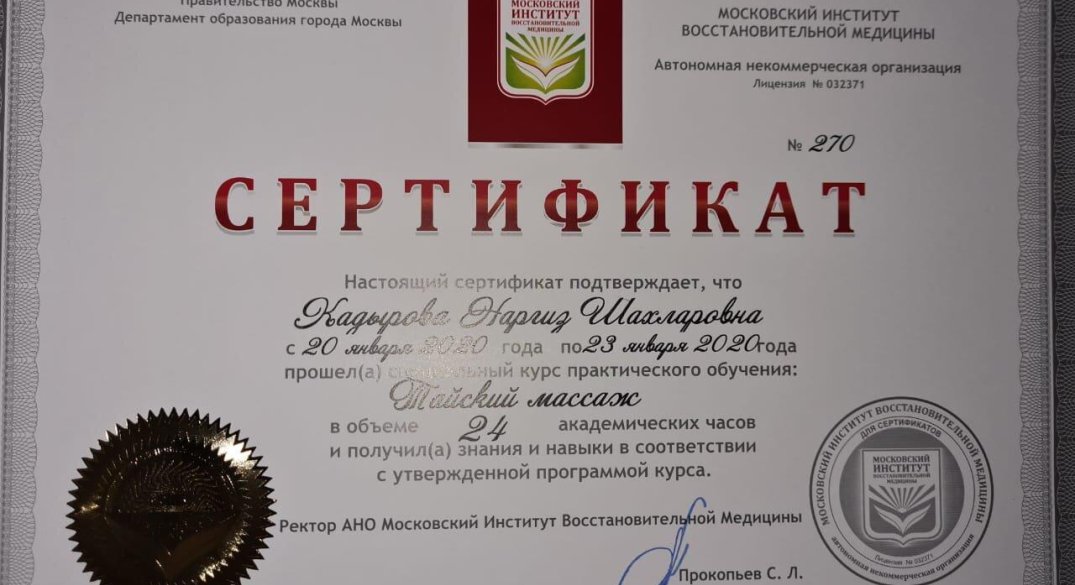 Правительство Москвы
Департамент образования города Москвы
МОСКОВСКИЙ
ИНСТИТУТ
ВОССТАНОВИТЕЛЬНОЙ
МЕДИЦИНЫ
МОСКОВСКИЙ ИНСТИТУТ
ВОССТАНОВИТЕЛЬНОЙ МЕДИЦИНЫ
Автономная некоммерческая организация
Лицензия № 032371
№ 270
СЕРТИФИКАТ
Настоящий сертификат подтверждает, что
Кадырова Наргиз Шахларовна
с 20 января 2020 года по 23 января 2020 года
прошел(а) специальный курс практического обучения:
Тайский массаж
в объеме 24 академических часов
и получил(а) знания и навыки в соответствии
с утвержденной программой курса.
Ректор АНО Московский Институт Восстановительной Медицины
Прокопьев С. Л.
МОСКОВСКИЙ ИНСТИТУТ ВОССТАНОВИТЕЛЬНОЙ МЕДИЦИНЫ
ДЛЯ СЕРТИФИКАТОВ
МОСКОВСКИЙ
ИНСТИТУТ
ВОССТАНОВИТЕЛЬНОЙ
МЕДИЦИНЫ
Лицензия № 032371
автономная некоммерческая организация